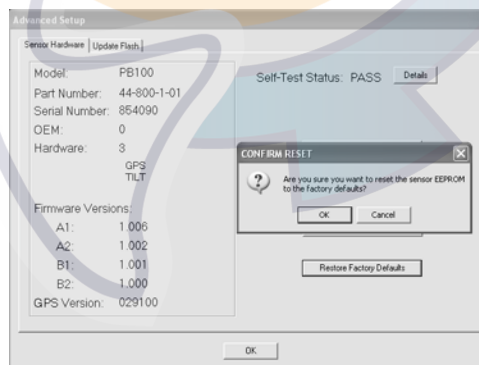 Advanced Setup
Sensor Hardware
Update Flash
Model: PB100
Part Number: 44-800-1-01
Serial Number: 854090
OEM: 0
Hardware: 3
GPS
TILT
Firmware Versions:
A1: 1.006
A2: 1.002
B1: 1.001
B2: 1.000
GPS Version: 029100
Self-Test Status: PASS
Details
CONFIRM RESET
Are you sure you want to reset the sensor EEPROM
to the factory defaults?
OK
Cancel
Restore Factory Defaults
OK